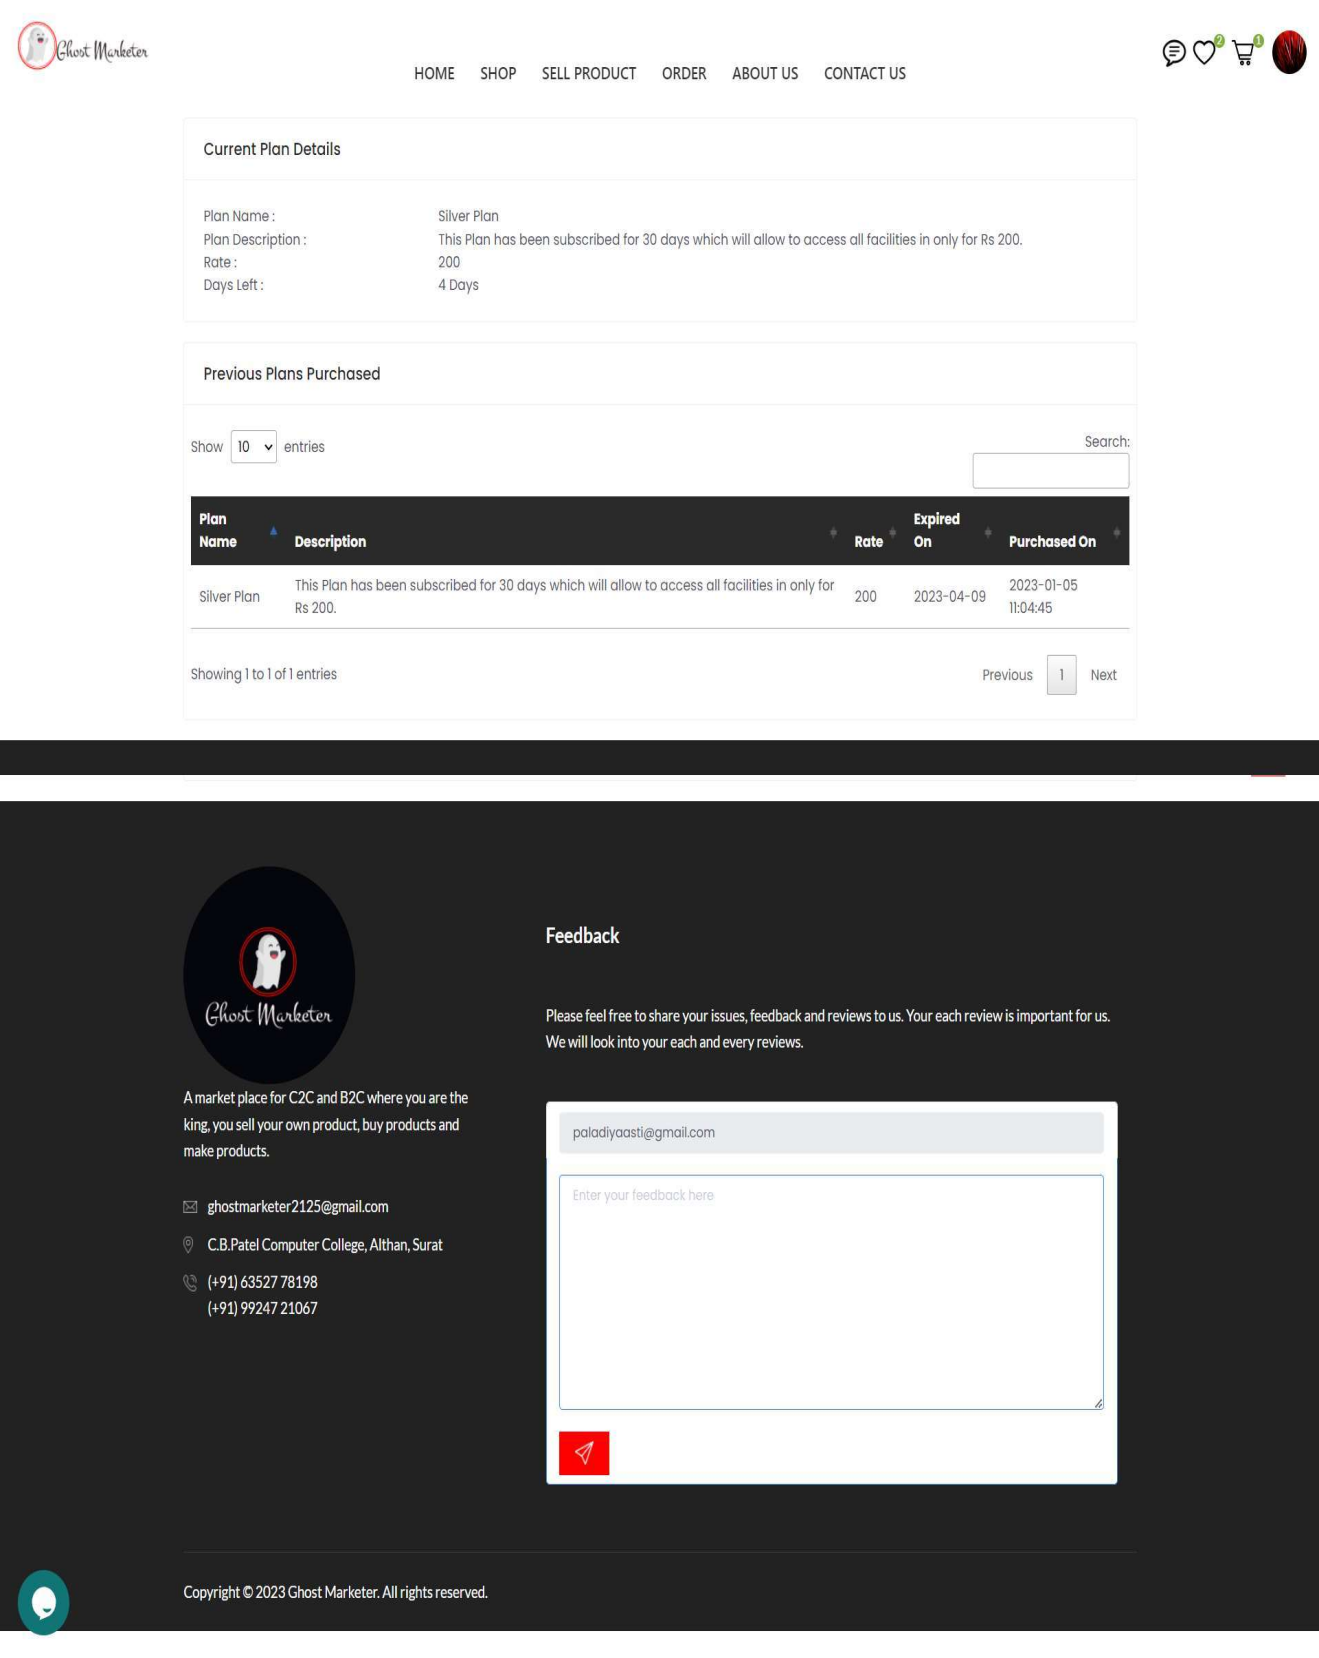 Ghost Marketer
2
1
HOME SHOP SELL PRODUCT ORDER ABOUT US CONTACT US
Current Plan Details
Plan Name : Silver Plan
Plan Description : This Plan has been subscribed for 30 days which will allow to access all facilities in only for Rs 200.
Rate : 200
Days Left : 4 Days
Previous Plans Purchased
Show 10 entries
Search:
Plan Name Description Rate Expired On Purchased On
Silver Plan This Plan has been subscribed for 30 days which will allow to access all facilities in only for Rs 200. 200 2023-04-09 2023-01-05 11:04:45
Showing 1 to 1 of 1 entries
Previous 1 Next
Ghost Marketer
A market place for C2C and B2C where you are the
king, you sell your own product, buy products and
make products.
ghostmarketer2125@gmail.com
C.B.Patel Computer College, Althan, Surat
(+91) 63527 78198
(+91) 99247 21067
Feedback
Please feel free to share your issues, feedback and reviews to us. Your each review is important for us.
We will look into your each and every reviews.
paladiyaasti@gmail.com
Enter your feedback here
Copyright © 2023 Ghost Marketer. All rights reserved.